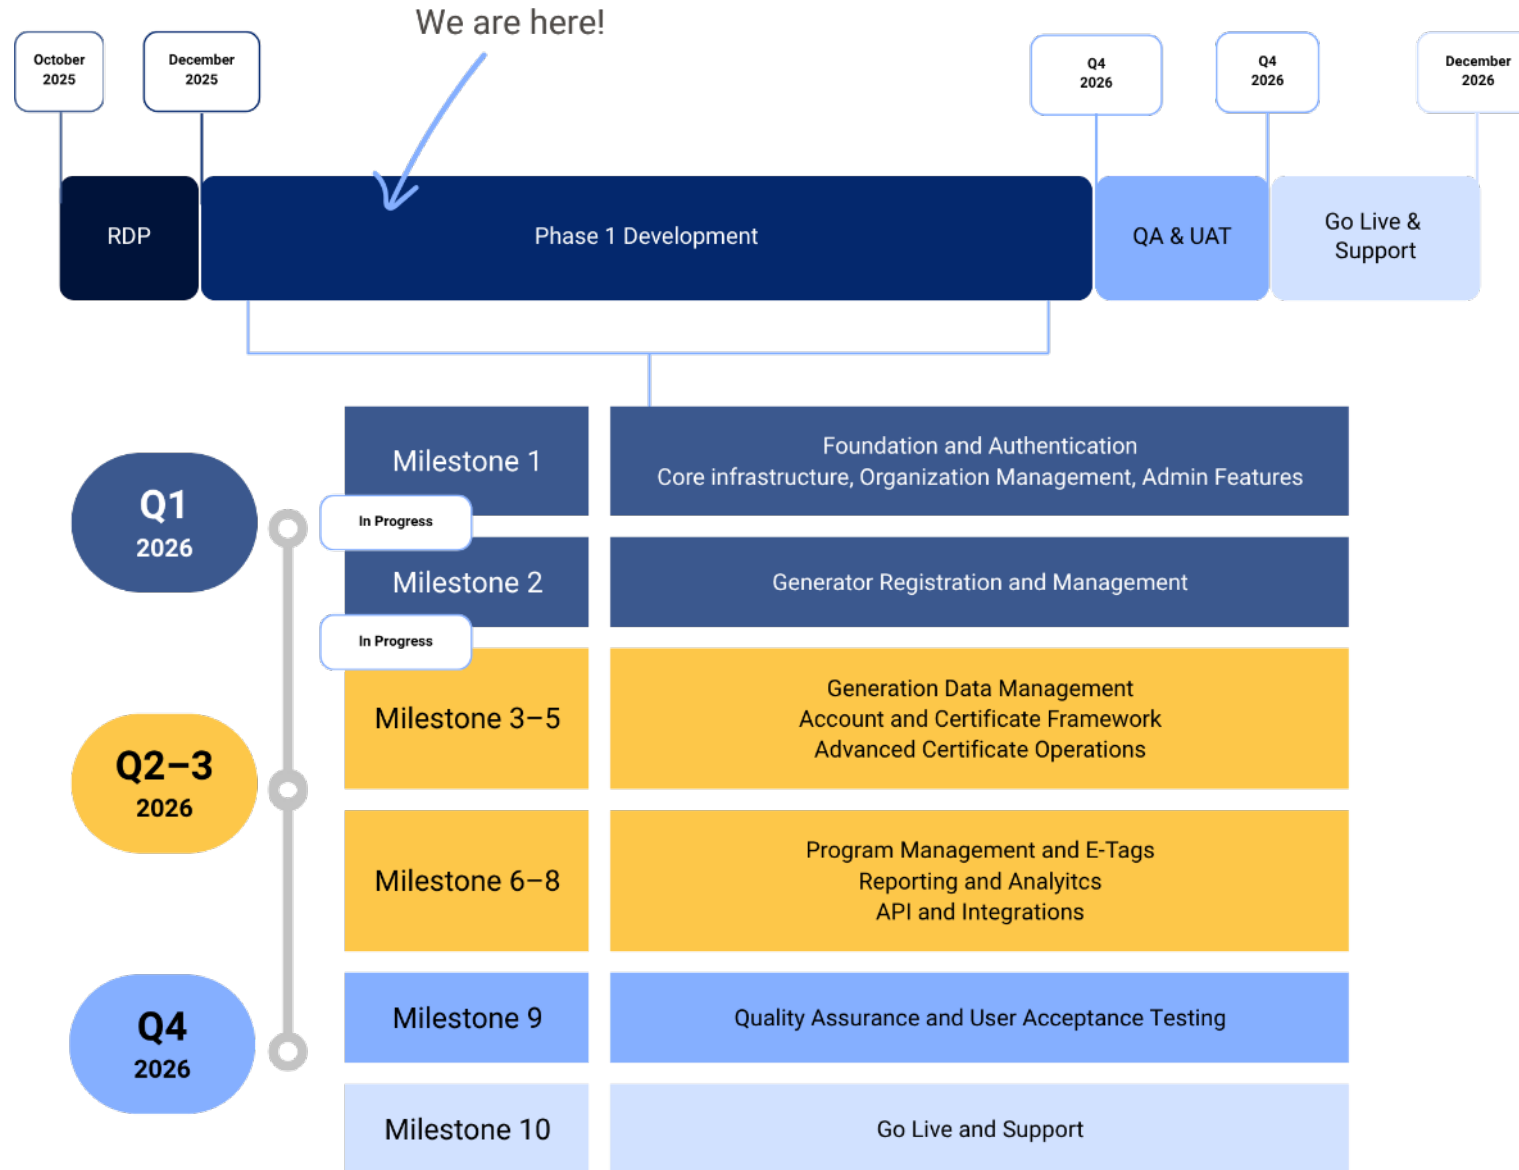 We are here!
October
2025
December
2025
Q4
2026
Q4
2026
December
2026
RDP
Phase 1 Development
QA & UAT
Go Live &
Support
Q1
2026
Milestone 1
Foundation and Authentication
Core infrastructure, Organization Management, Admin Features
In Progress
Milestone 2
Generator Registration and Management
In Progress
Q2–3
2026
Milestone 3–5
Generation Data Management
Account and Certificate Framework
Advanced Certificate Operations
Milestone 6–8
Program Management and E-Tags
Reporting and Analyitcs
API and Integrations
Q4
2026
Milestone 9
Quality Assurance and User Acceptance Testing
Milestone 10
Go Live and Support